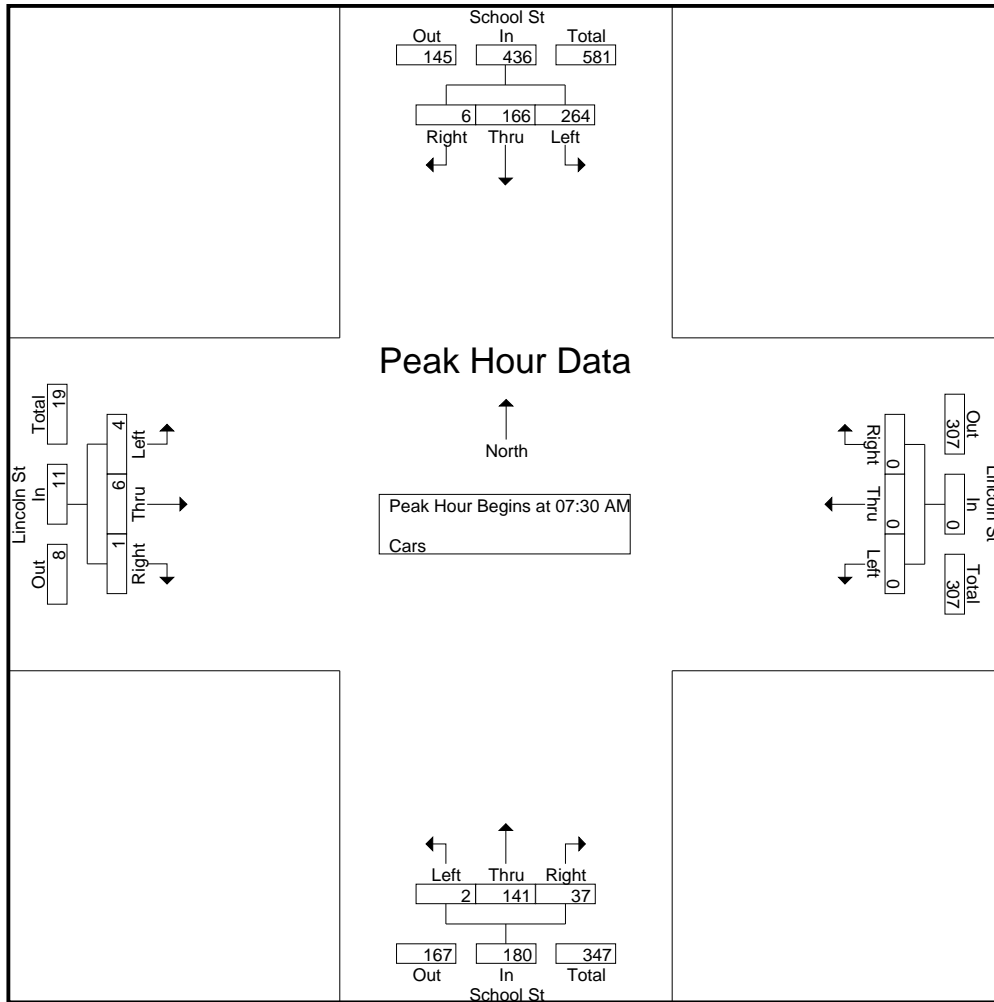 School St
Out In Total
145 436 581
6 166 264
Right Thru Left
Peak Hour Data
North
Peak Hour Begins at 07:30 AM
Cars
Lincoln St
Total In Out
19 11 8
4 6 1
Left Thru Right
Lincoln St
Out In Total
307 0 307
0 0 0
Right Thru Left
Left Thru Right
2 141 37
167 180 347
Out In Total
School St